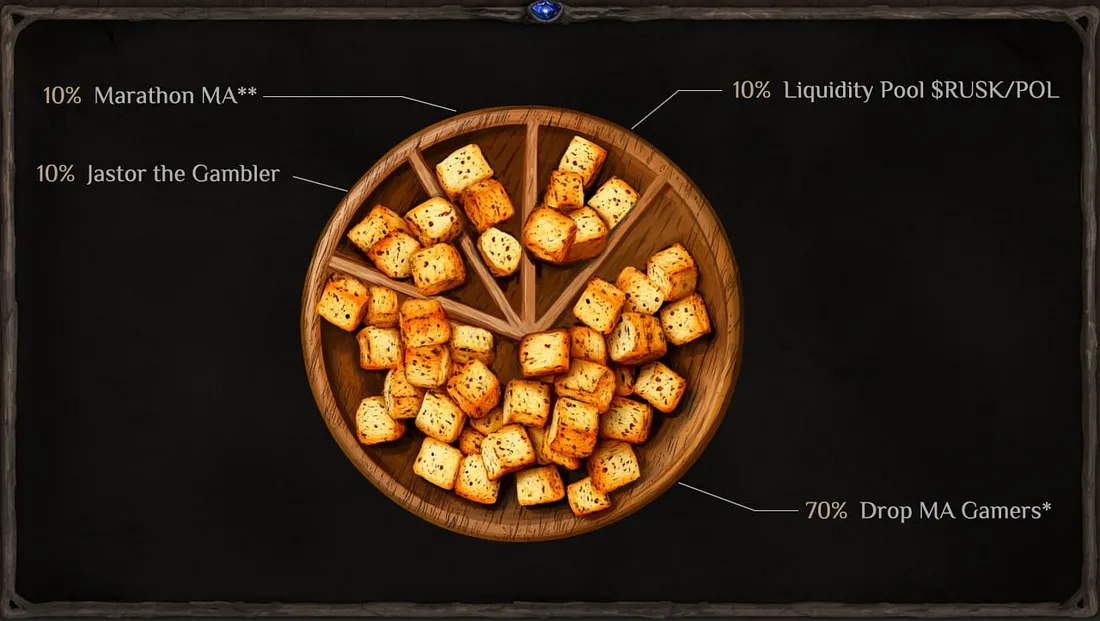 10% Marathon MA**
10% Liquidity Pool $RUSK/POL
10% Jastor the Gambler
70% Drop MA Gamers*